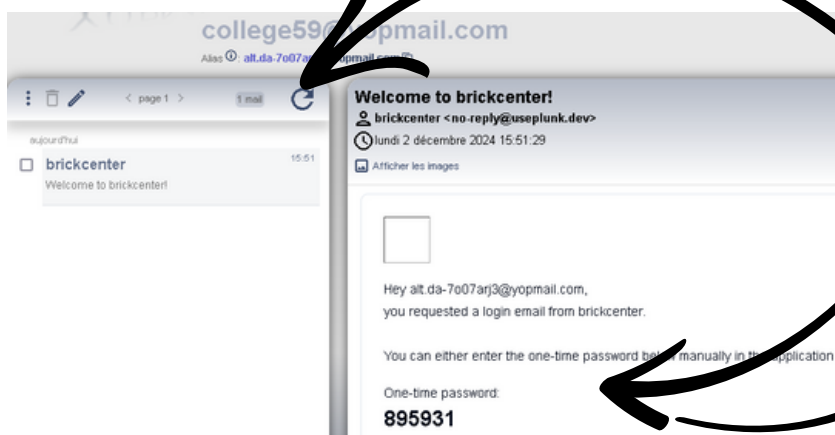 college59@yopmail.com
Alias : alt.da-7o07a
< page 1 > 1 mail
aujourd'hui
brickcenter 15:51
Welcome to brickcenter!
Welcome to brickcenter!
brickcenter <no-reply@useplunk.dev>
lundi 2 décembre 2024 15:51:29
Afficher les images
Hey alt.da-7o07arj3@yopmail.com,
you requested a login email from brickcenter.
You can either enter the one-time password below manually in the application
One-time password:
895931